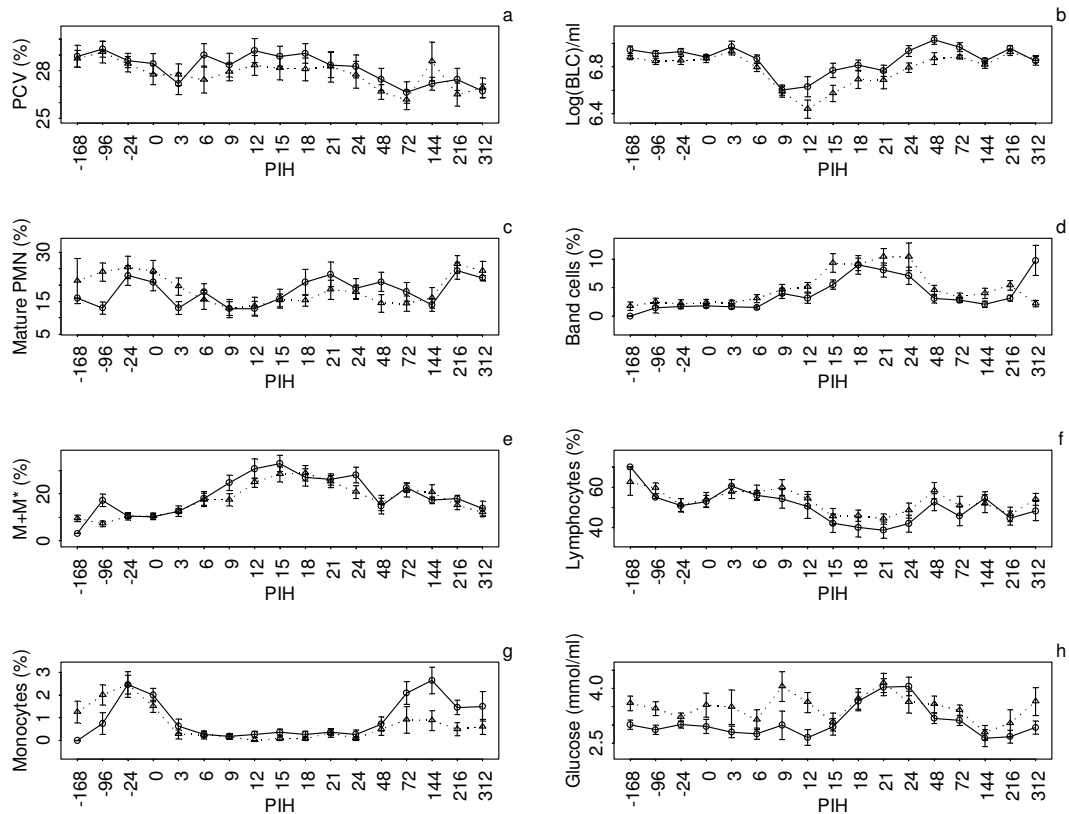 a
PCV (%)
28
25
-168 -96 -24 0 3 6 9 12 15 18 21 24 48 72 144 216 312
PIH
b
Log(BLC)/ml
6.8
6.4
-168 -96 -24 0 3 6 9 12 15 18 21 24 48 72 144 216 312
PIH
c
Mature PMN (%)
30
15
5
-168 -96 -24 0 3 6 9 12 15 18 21 24 48 72 144 216 312
PIH
d
Band cells (%)
10
5
0
-168 -96 -24 0 3 6 9 12 15 18 21 24 48 72 144 216 312
PIH
e
M+M* (%)
20
0
-168 -96 -24 0 3 6 9 12 15 18 21 24 48 72 144 216 312
PIH
f
Lymphocytes (%)
60
40
-168 -96 -24 0 3 6 9 12 15 18 21 24 48 72 144 216 312
PIH
g
Monocytes (%)
3
2
1
0
-168 -96 -24 0 3 6 9 12 15 18 21 24 48 72 144 216 312
PIH
h
Glucose (mmol/ml)
4.0
2.5
-168 -96 -24 0 3 6 9 12 15 18 21 24 48 72 144 216 312
PIH